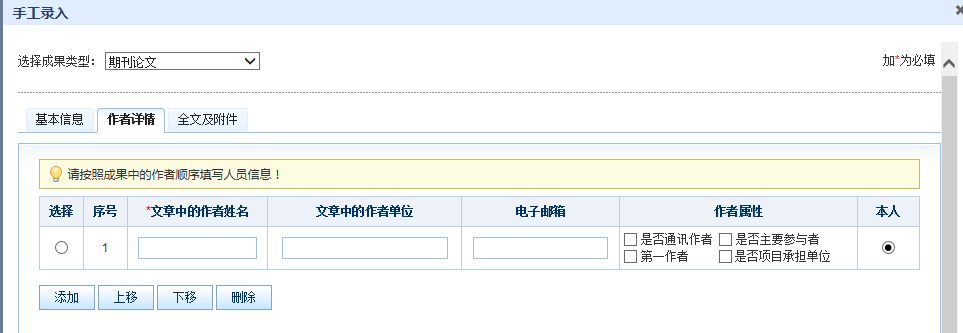 手工录入
选择成果类型： 期刊论文 加*为必填
基本信息 作者详情 全文及附件
请按照成果中的作者顺序填写人员信息！
选择 序号 *文章中的作者姓名 文章中的作者单位 电子邮箱 作者属性 本人
1 是否通讯作者 是否主要参与者
第一作者 是否项目承担单位
添加 上移 下移 删除